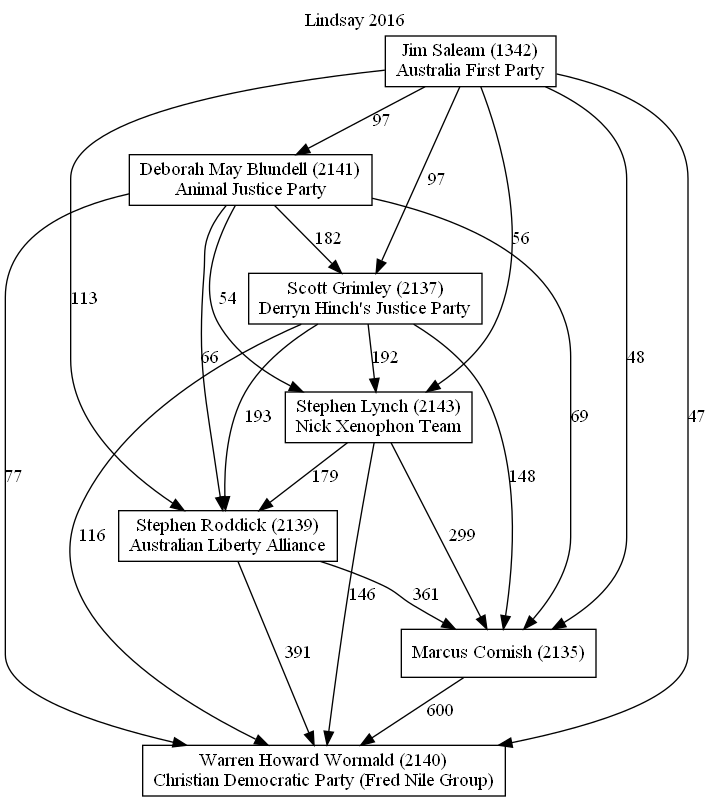 Lindsay 2016
Jim Saleam (1342)
Australia First Party
97
Deborah May Blundell (2141)
Animal Justice Party
97
182
56
Scott Grimley (2137)
Derryn Hinch's Justice Party
113
54
66
192
48
Stephen Lynch (2143)
Nick Xenophon Team
193
69
47
77
179
148
Stephen Roddick (2139)
Australian Liberty Alliance
116
299
146
361
391
Marcus Cornish (2135)
600
Warren Howard Wormald (2140)
Christian Democratic Party (Fred Nile Group)